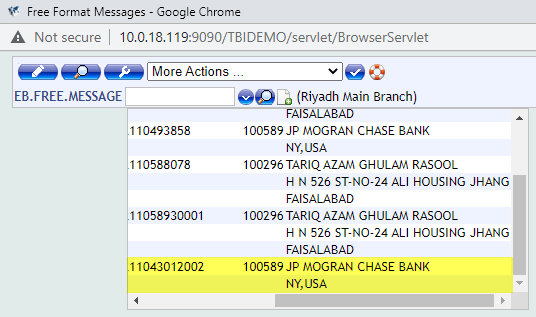 Free Format Messages - Google Chrome
Not secure | 10.0.18.119:9090/TBIDEMO/servlet/BrowserServlet
More Actions ...
EB.FREE.MESSAGE (Riyadh Main Branch)
FAISALABAD
.110493858 100589 JP MOGRAN CHASE BANK
NY,USA
.110588078 100296 TARIQ AZAM GHULAM RASOOL
H N 526 ST-NO-24 ALI HOUSING JHANG
FAISALABAD
.11058930001 100296 TARIQ AZAM GHULAM RASOOL
H N 526 ST-NO-24 ALI HOUSING JHANG
FAISALABAD
.11043012002 100589 JP MOGRAN CHASE BANK
NY,USA